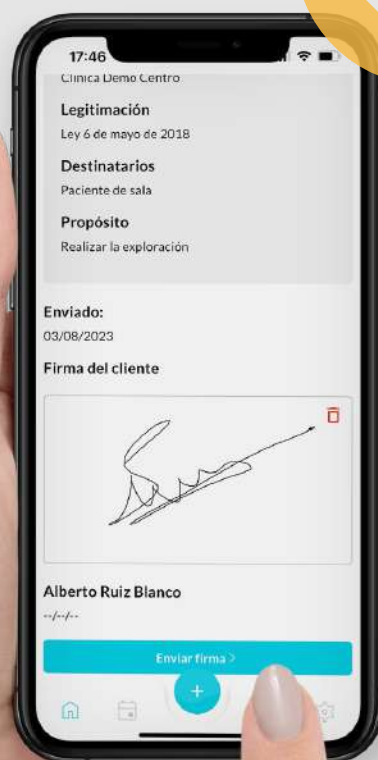 17:46
Clínica Demo Centro
Legitimación
Ley 6 de mayo de 2018
Destinatarios
Paciente de sala
Propósito
Realizar la exploración
Enviado:
03/08/2023
Firma del cliente
Alberto Ruiz Blanco
--/--/--
Enviar firma >
+